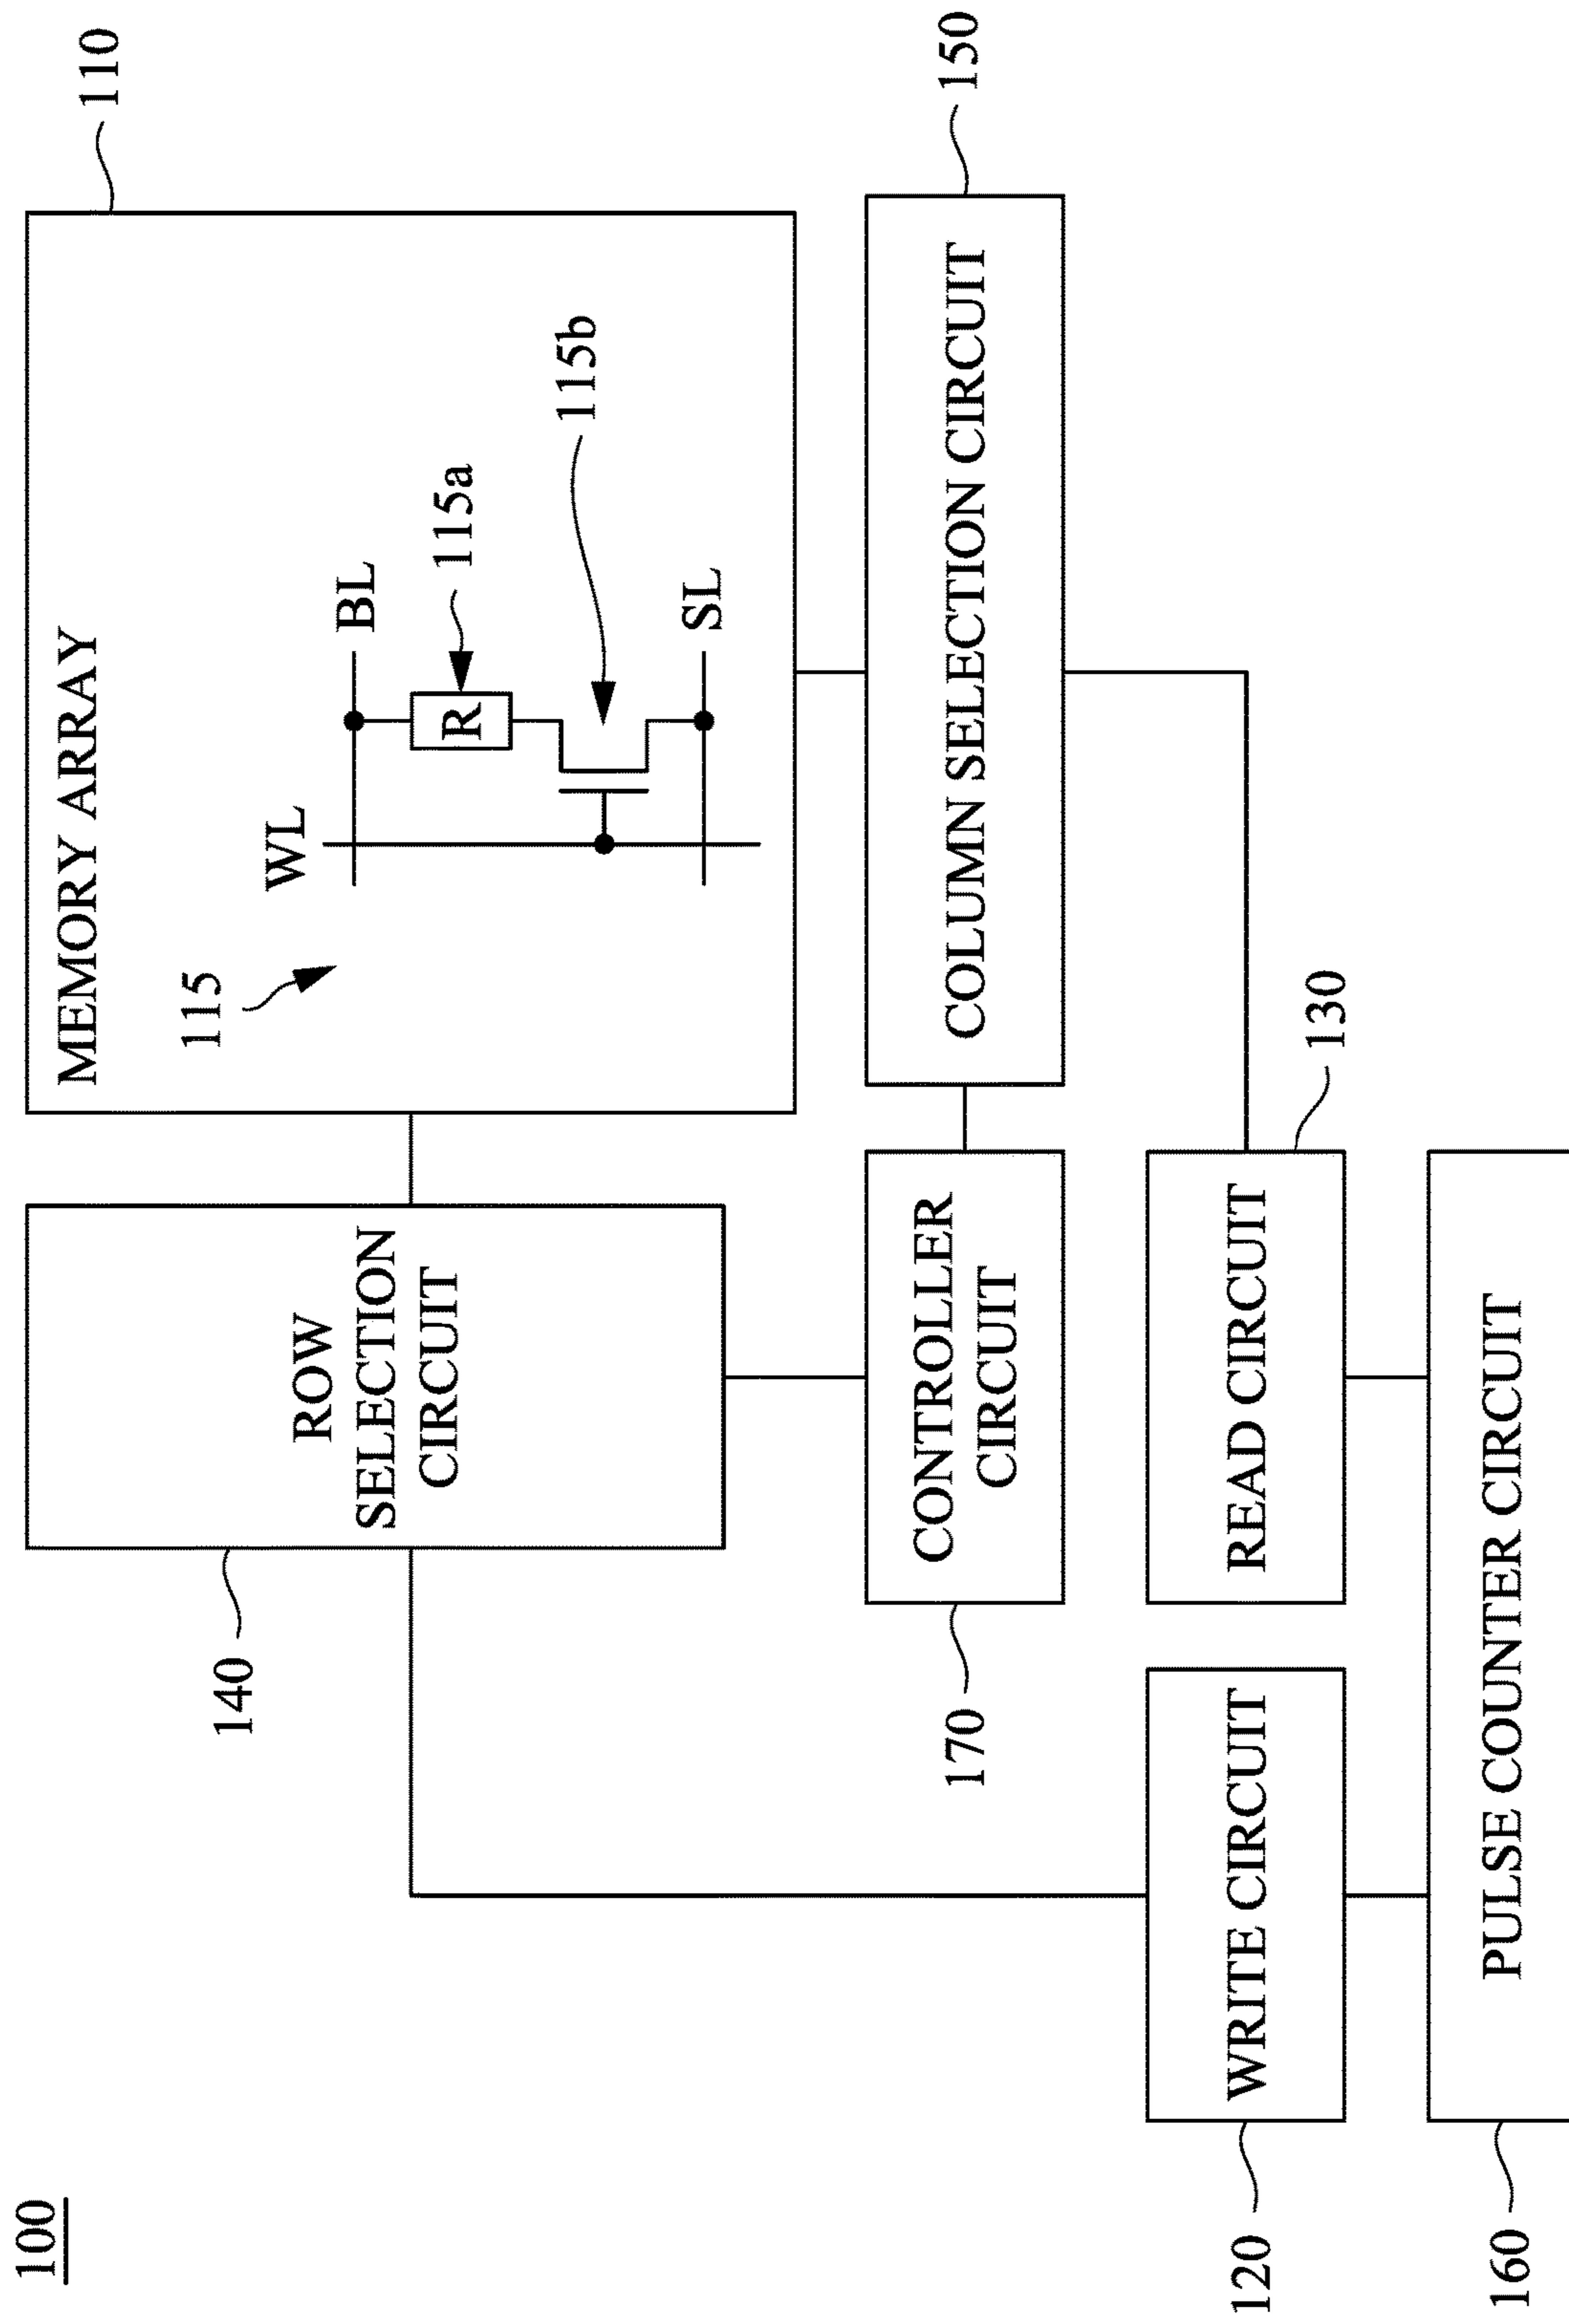 100
110
MEMORY ARRAY
115
WL
BL
115a
R
115b
SL
140
ROW
SELECTION
CIRCUIT
170
CONTROLLER
CIRCUIT
150
COLUMN SELECTION CIRCUIT
120
WRITE CIRCUIT
READ CIRCUIT
130
160
PULSE COUNTER CIRCUIT